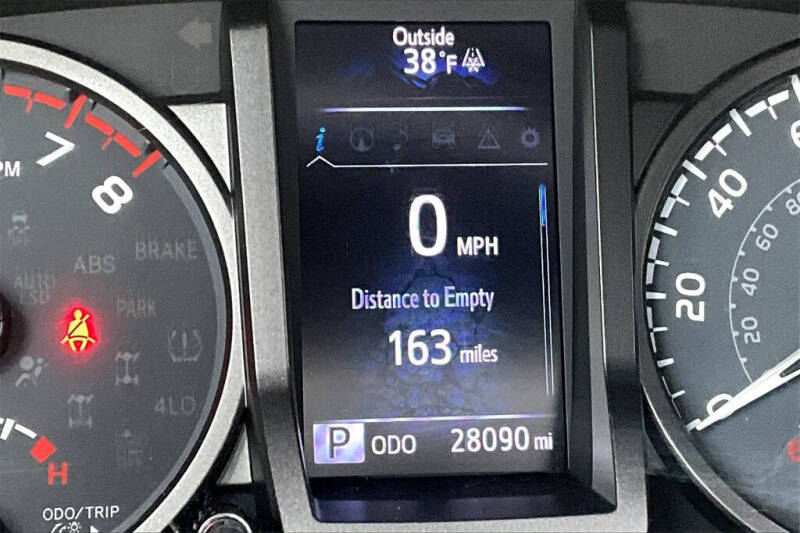 Outside
38°F
i
0 MPH
Distance to Empty
163 miles
P ODO 28090 mi
PM
7
8
BRAKE
ABS
AUTO
LSD
PARK
4LO
H
ODO/TRIP
0
20
40
20
40
60
80